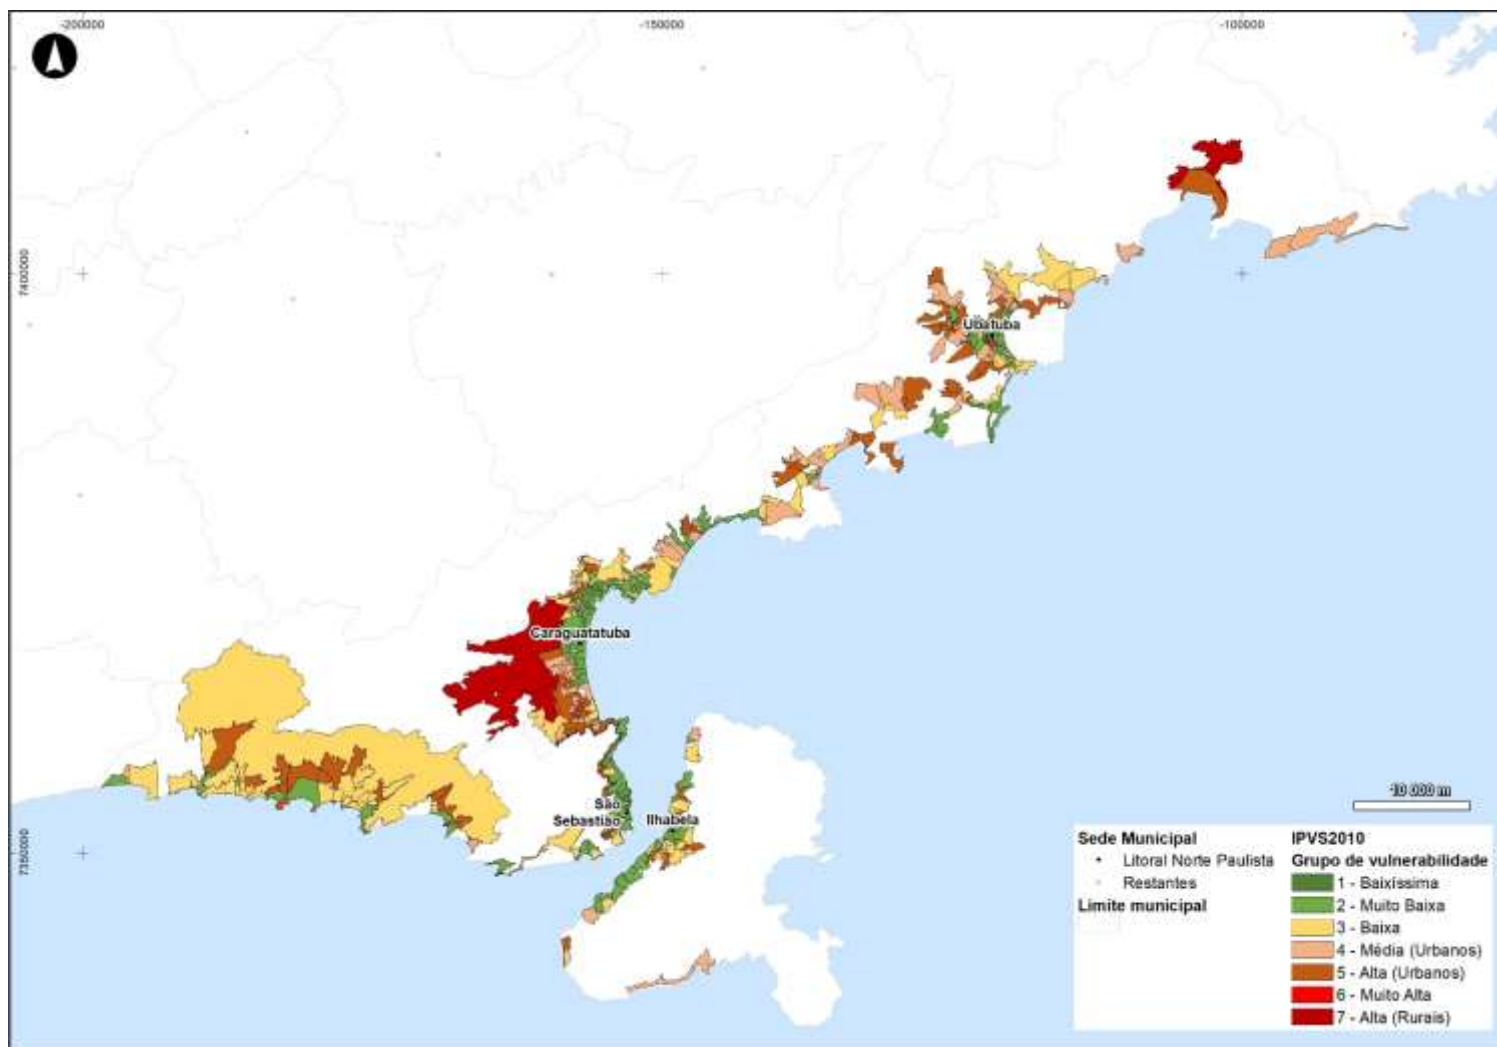 -200000
-150000
-100000
7400000
Ubatuba
Caraguatatuba
São
Sebastião
Ilhabela
7350000
10 000 m
Sede Municipal
Litoral Norte Paulista
Restantes
Limite municipal
IPVS2010
Grupo de vulnerabilidade
1 - Baixíssima
2 - Muito Baixa
3 - Baixa
4 - Média (Urbanos)
5 - Alta (Urbanos)
6 - Muito Alta
7 - Alta (Rurais)